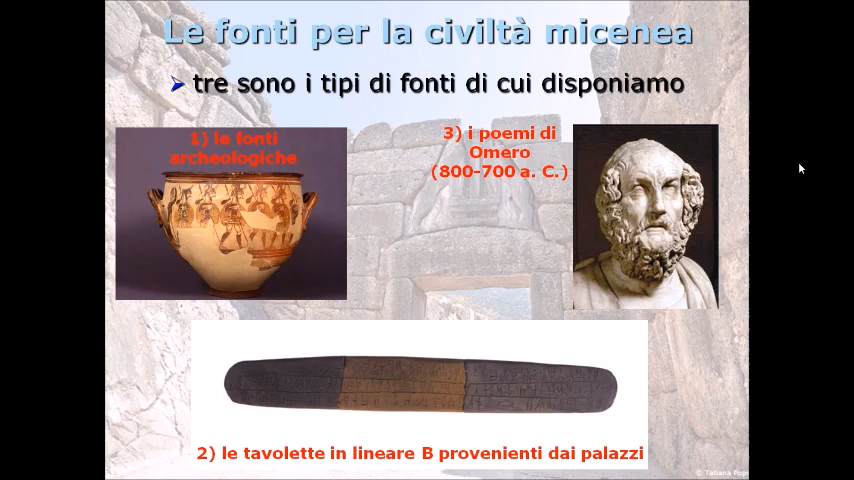 Le fonti per la civiltà micenea
tre sono i tipi di fonti di cui disponiamo
1) le fonti
archeologiche
3) i poemi di
Omero
(800-700 a. C.)
2) le tavolette in lineare B provenienti dai palazzi
© Tatiana